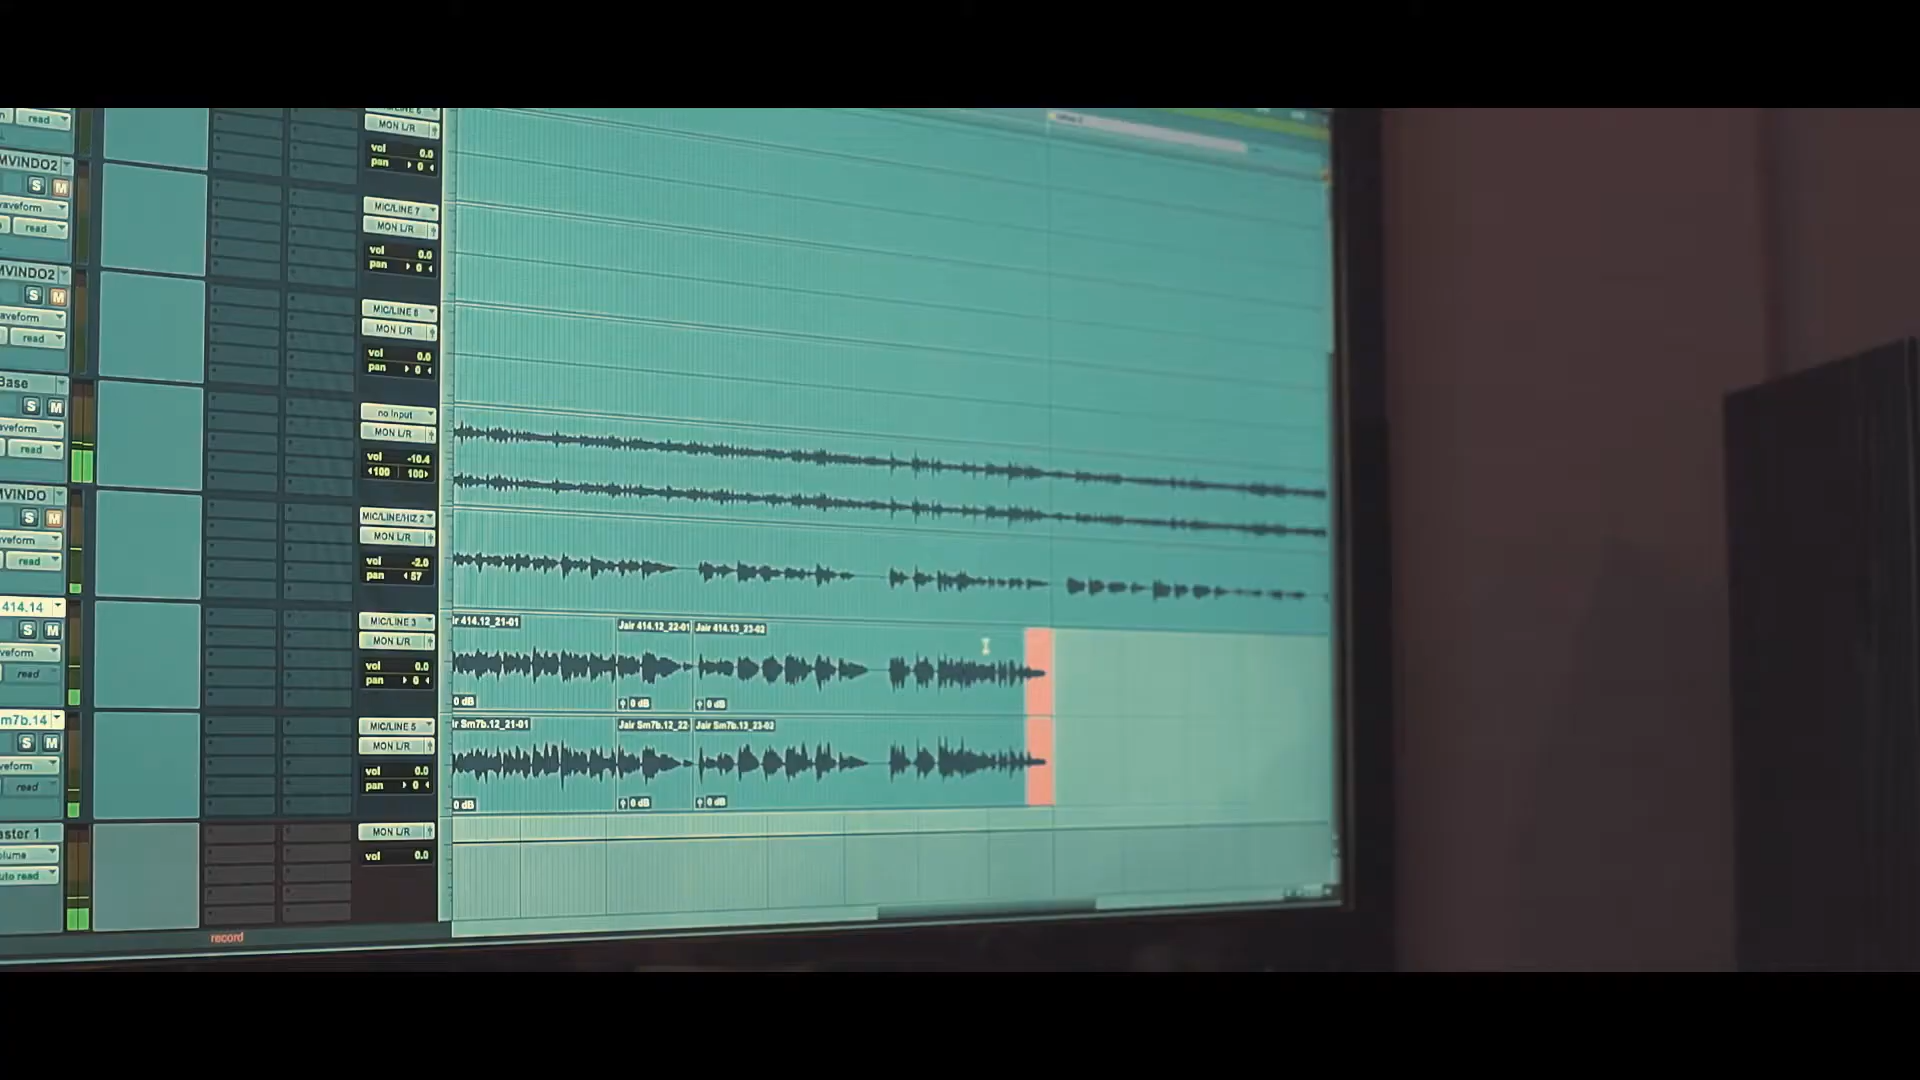 read
MON L/R
vol 0.0
pan 0
MVINDO2
S M
waveform
read
MIC/LINE 7
MON L/R
vol 0.0
pan 0
MVINDO2
S M
aveform
read
MIC/LINE 6
MON L/R
vol 0.0
pan 0
Base
S M
aveform
read
no input
MON L/R
vol -10.4
100 100
MVINDO
S M
veform
read
MIC/LINE/HIZ 2
MON L/R
vol -2.0
pan 57
414.14
S M
veform
read
MIC/LINE 3
MON L/R
vol 0.0
pan 0
ir 414.12_21-01
Jair 414.12_22-01
Jair 414.13_23-02
0 dB
0 dB
0 dB
m7b.14
S M
veform
read
MIC/LINE 5
MON L/R
vol 0.0
pan 0
ir Sm7b.12_21-01
Jair Sm7b.12_22
Jair Sm7b.13_23-02
0 dB
0 dB
0 dB
aster 1
olume
uto read
MON L/R
vol 0.0
record